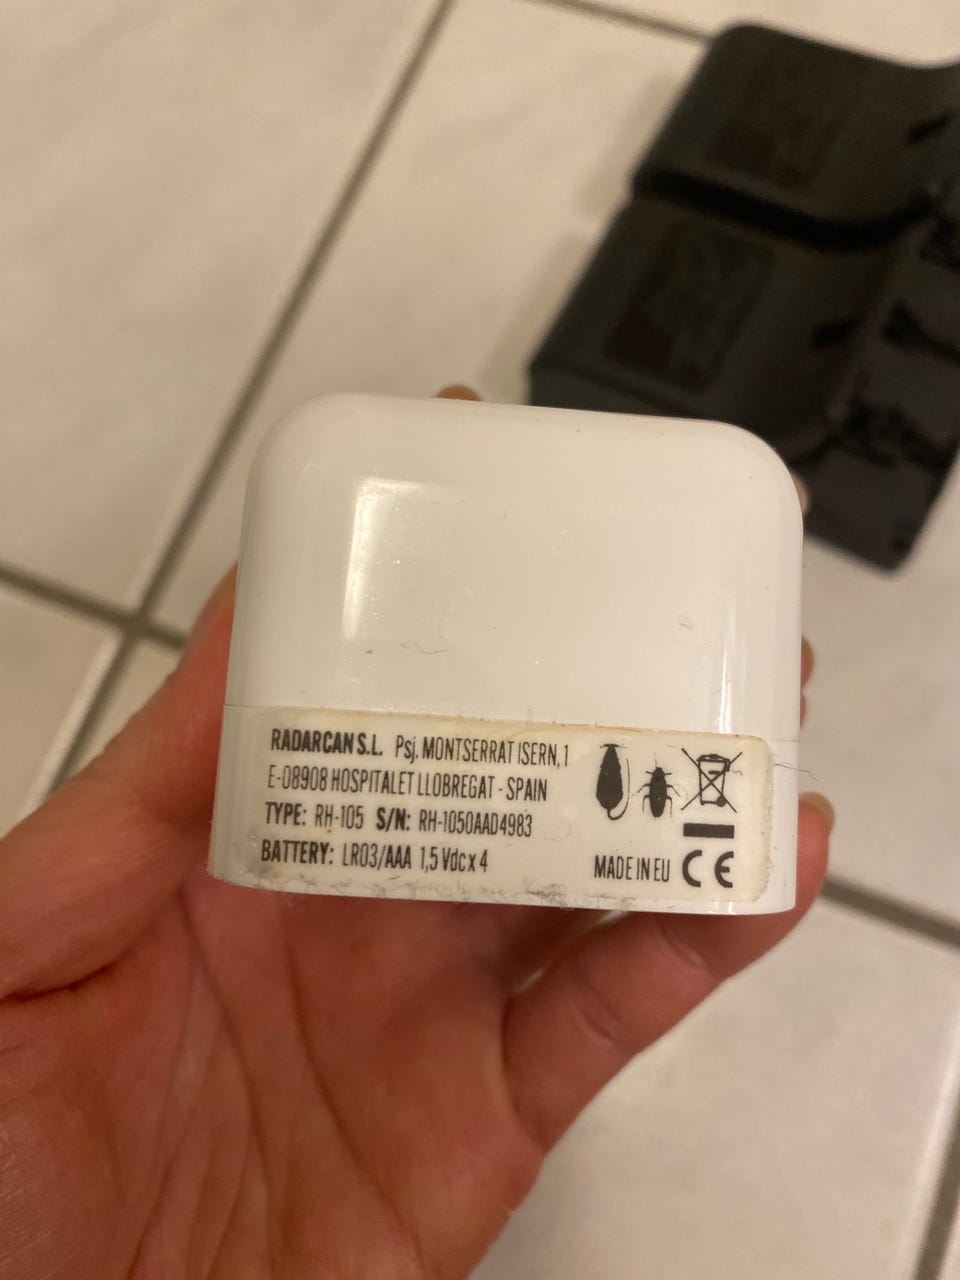 RADARCAN S.L. Psj. MONTSERRAT ISERN, 1
E-08908 HOSPITALET LLOBREGAT - SPAIN
TYPE: RH-105 S/N: RH-1050AAD4983
BATTERY: LR03/AAA 1,5 Vdc x 4
MADE IN EU CE